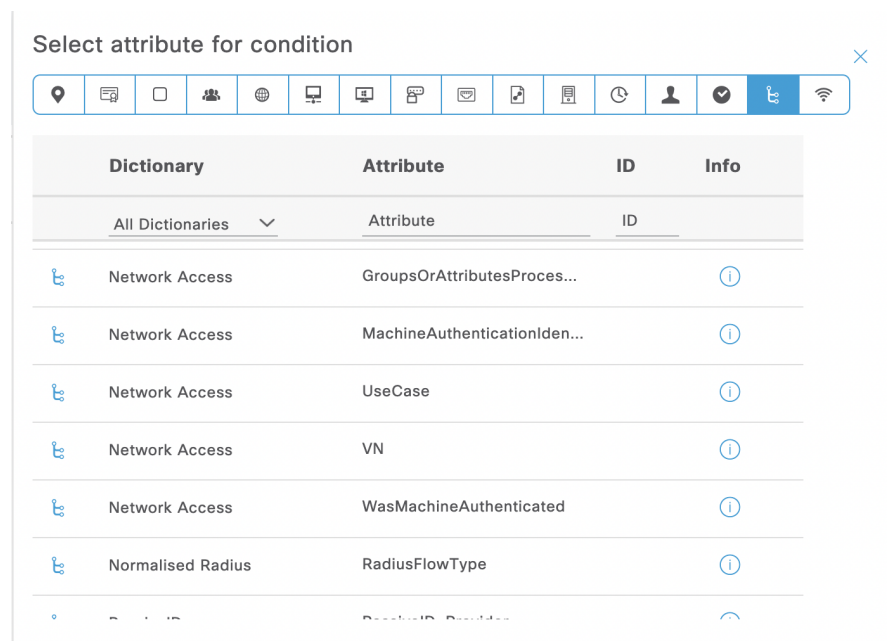 Select attribute for condition
Dictionary Attribute ID Info
All Dictionaries Attribute ID
Network Access GroupsOrAttributesProces...
Network Access MachineAuthenticationIden...
Network Access UseCase
Network Access VN
Network Access WasMachineAuthenticated
Normalised Radius RadiusFlowType